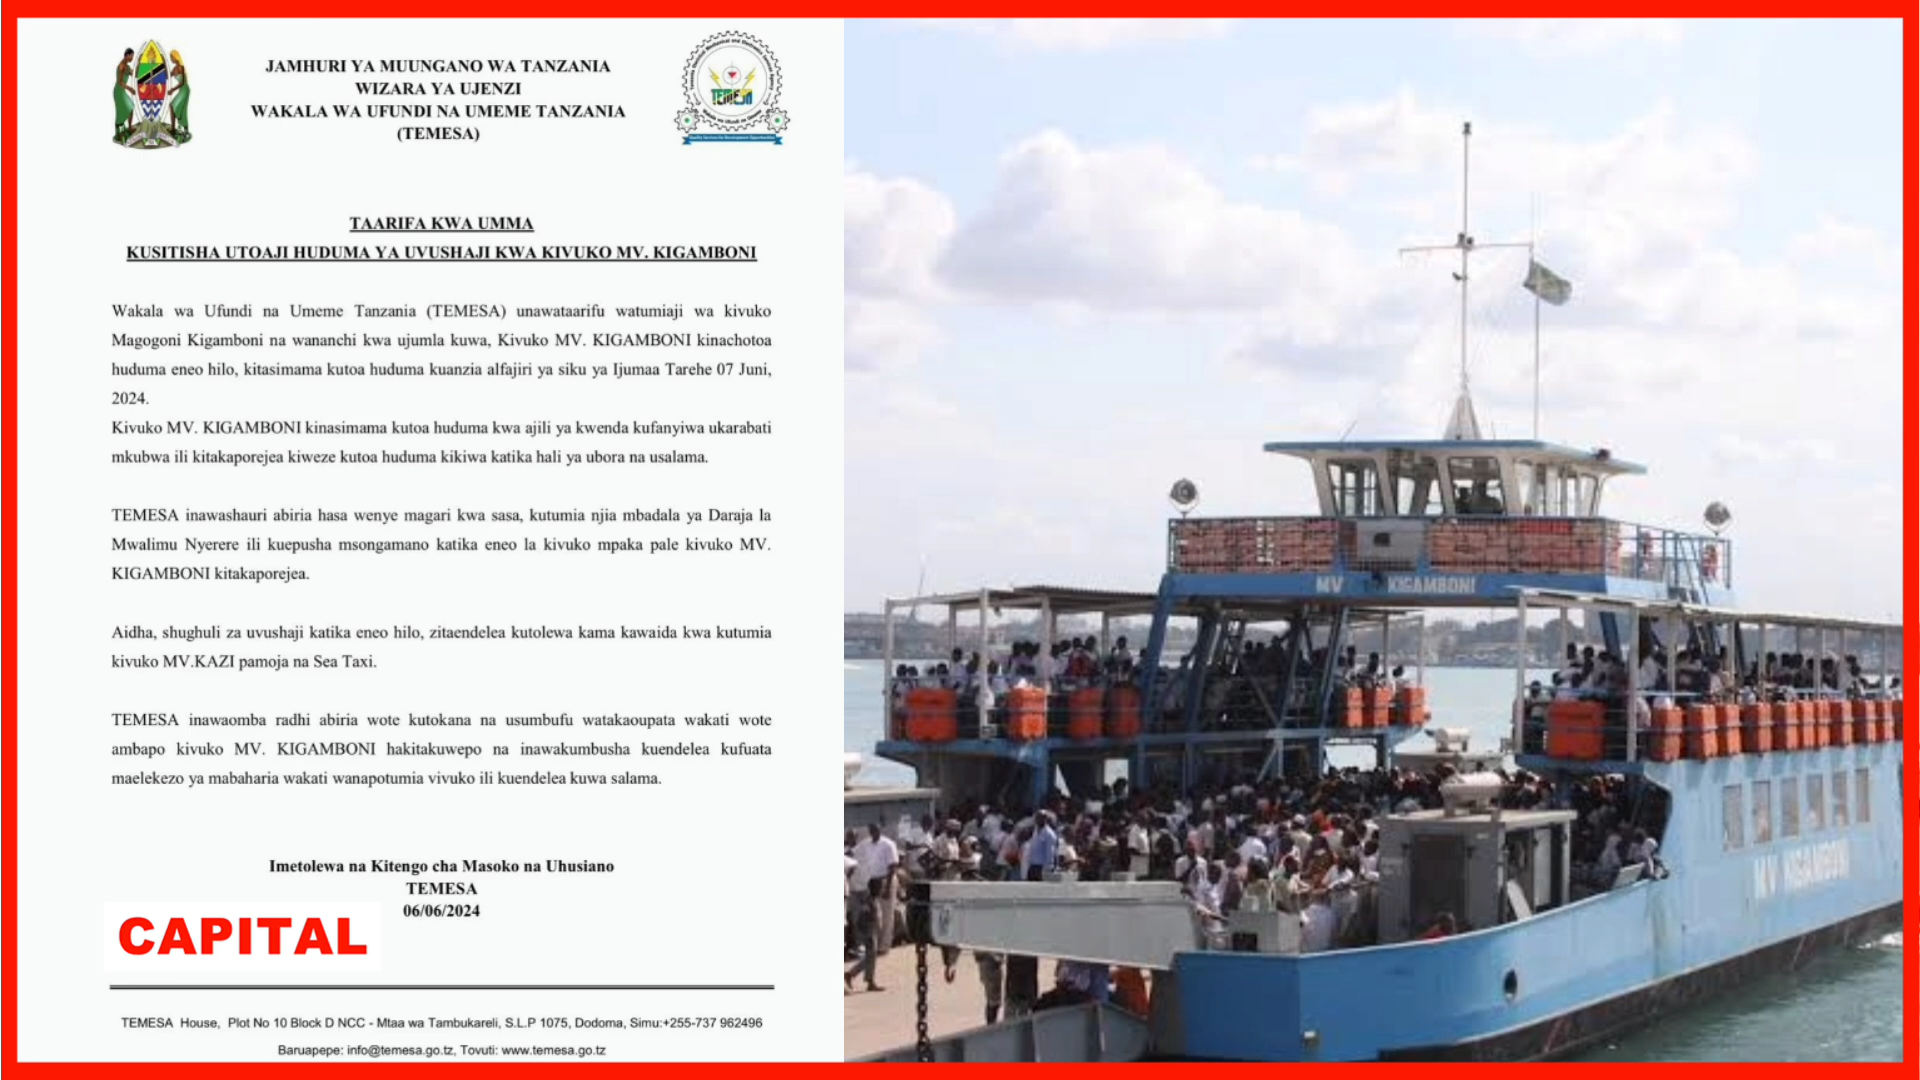 JAMHURI YA MUUNGANO WA TANZANIA
WIZARA YA UJENZI
WAKALA WA UFUNDI NA UMEME TANZANIA
(TEMESA)
TEMESA
TAARIFA KWA UMMA
KUSITISHA UTOAJI HUDUMA YA UVUSHAJI KWA KIVUKO MV. KIGAMBONI
Wakala wa Ufundi na Umeme Tanzania (TEMESA) unawataarifu watumiaji wa kivuko
Magogoni Kigamboni na wananchi kwa ujumla kuwa, Kivuko MV. KIGAMBONI kinachotoa
huduma eneo hilo, kitasimama kutoa huduma kuanzia alfajiri ya siku ya Ijumaa Tarehe 07 Juni,
2024.
Kivuko MV. KIGAMBONI kinasimama kutoa huduma kwa ajili ya kwenda kufanyiwa ukarabati
mkubwa ili kitakaporejea kiweze kutoa huduma kikiwa katika hali ya ubora na usalama.
TEMESA inawashauri abiria hasa wenye magari kwa sasa, kutumia njia mbadala ya Daraja la
Mwalimu Nyerere ili kuepusha msongamano katika eneo la kivuko mpaka pale kivuko MV.
KIGAMBONI kitakaporejea.
Aidha, shughuli za uvushaji katika eneo hilo, zitaendelea kutolewa kama kawaida kwa kutumia
kivuko MV.KAZI pamoja na Sea Taxi.
TEMESA inawaomba radhi abiria wote kutokana na usumbufu watakaoupata wakati wote
ambapo kivuko MV. KIGAMBONI hakitakuwepo na inawakumbusha kuendelea kufuata
maelekezo ya mabaharia wakati wanapotumia vivuko ili kuendelea kuwa salama.
Imetolewa na Kitengo cha Masoko na Uhusiano
TEMESA
06/06/2024
CAPITAL
TEMESA House, Plot No 10 Block D NCC - Mtaa wa Tambukareli, S.L.P 1075, Dodoma, Simu:+255-737 962496
Baruapepe: info@temesa.go.tz, Tovuti: www.temesa.go.tz
MV KIGAMBONI
MV KIGAMBONI